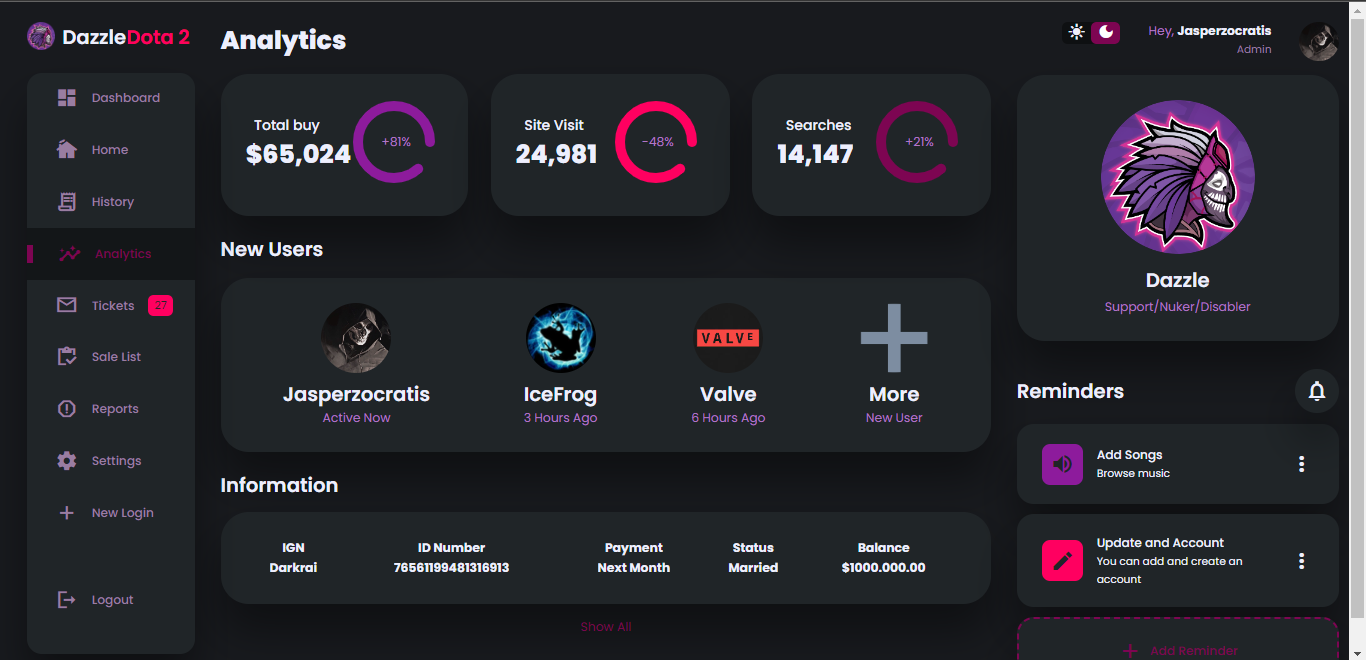 DazzleDota 2
Dashboard
Home
History
Analytics
Tickets 27
Sale List
Reports
Settings
New Login
Logout
Analytics
Total buy
$65,024
+81%
Site Visit
24,981
-48%
Searches
14,147
+21%
New Users
Jasperzocratis
Active Now
IceFrog
3 Hours Ago
VALVE
Valve
6 Hours Ago
More
New User
Information
IGN ID Number Payment Status Balance
Darkrai 76561199481316913 Next Month Married $1000.000.00
Show All
Hey, Jasperzocratis
Admin
Dazzle
Support/Nuker/Disabler
Reminders
Add Songs
Browse music
Update and Account
You can add and create an
account
Add Reminder